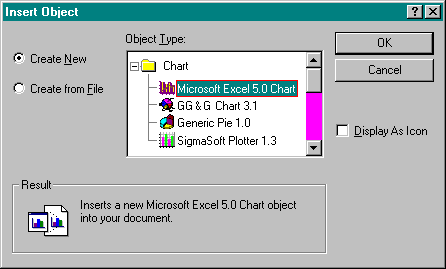 Insert Object
Object Type:
Create New
Create from File
Chart
Microsoft Excel 5.0 Chart
GG & G Chart 3.1
Generic Pie 1.0
SigmaSoft Plotter 1.3
OK
Cancel
Display As Icon
Result
Inserts a new Microsoft Excel 5.0 Chart object
into your document.